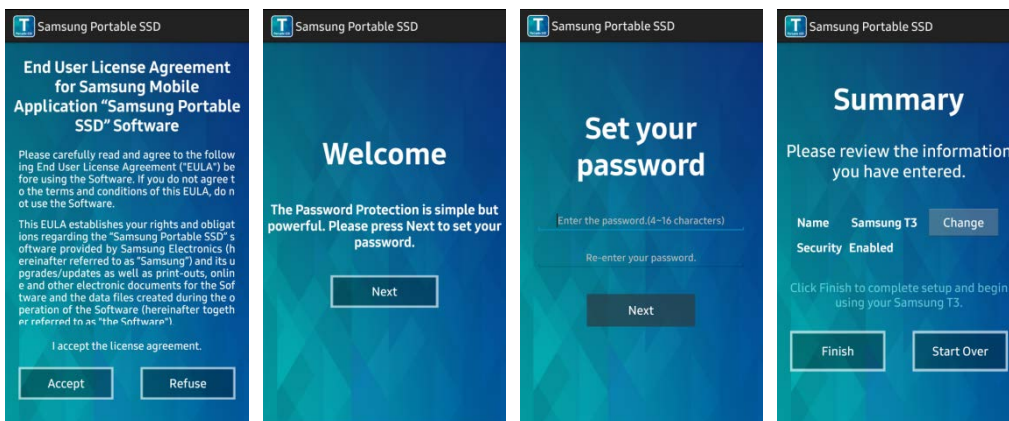 Samsung Portable SSD
End User License Agreement
for Samsung Mobile
Application “Samsung Portable
SSD” Software
Please carefully read and agree to the follow
ing End User License Agreement ("EULA") be
fore using the Software. If you do not agree t
o the terms and conditions of this EULA, do n
ot use the Software.
This EULA establishes your rights and obligat
ions regarding the "Samsung Portable SSD" s
oftware provided by Samsung Electronics (h
ereinafter referred to as "Samsung") and its u
pgrades/updates as well as print-outs, onlin
e and other electronic documents for the Sof
tware and the data files created during the o
peration of the Software (hereinafter togeth
er referred to as "the Software")
I accept the license agreement.
Accept
Refuse
Samsung Portable SSD
Welcome
The Password Protection is simple but
powerful. Please press Next to set your
password.
Next
Samsung Portable SSD
Set your
password
Enter the password.(4~16 characters)
Re-enter your password.
Next
Samsung Portable SSD
Summary
Please review the information
you have entered.
Name Samsung T3 Change
Security Enabled
Click Finish to complete setup and begin
using your Samsung T3.
Finish
Start Over